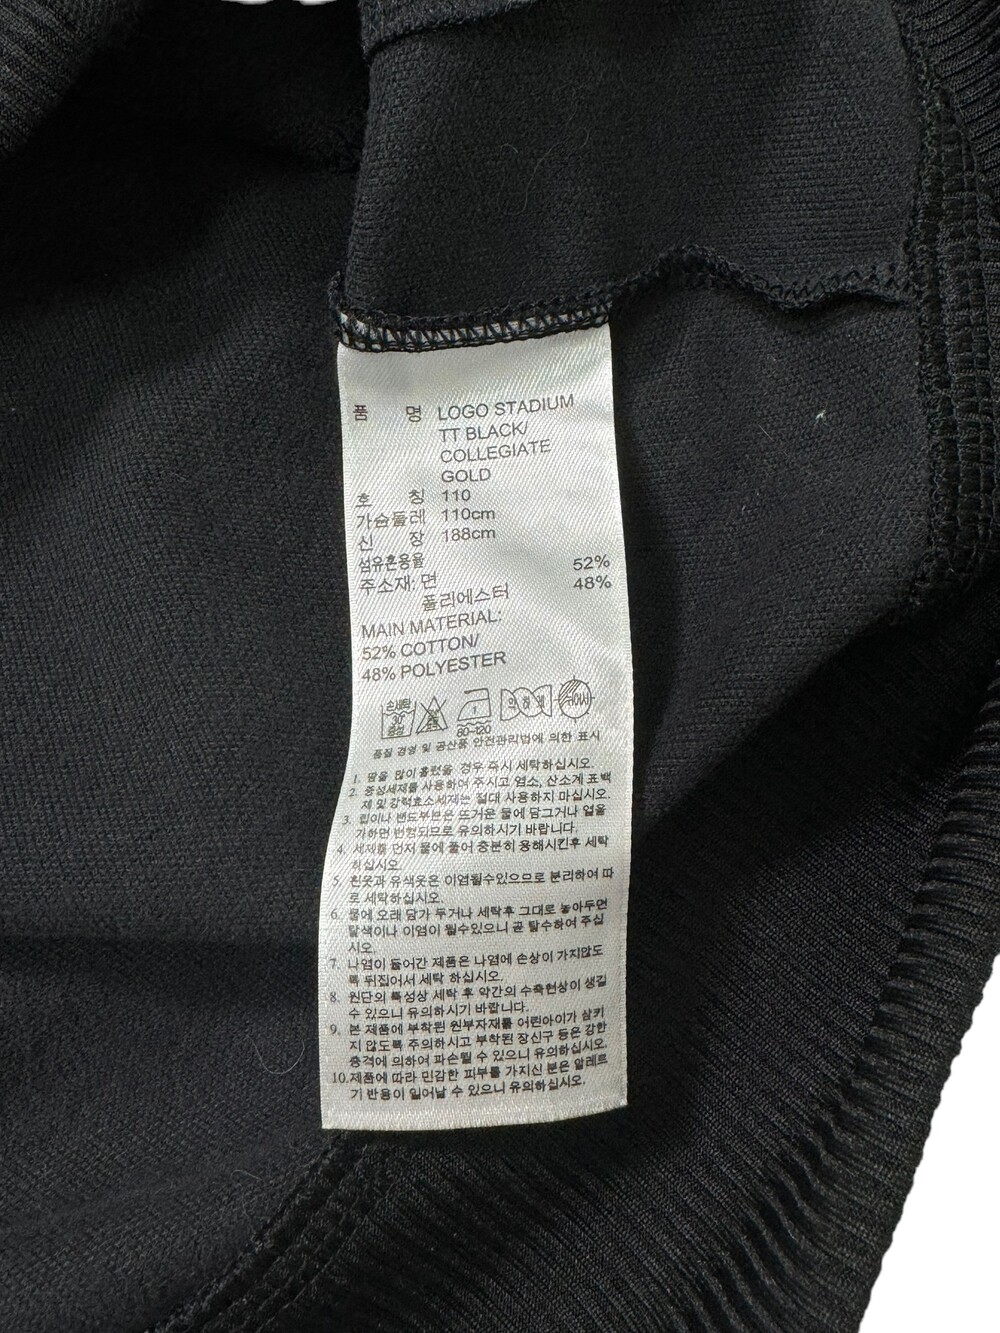 품 명 LOGO STADIUM
TT BLACK/
COLLEGIATE
GOLD
호 칭 110
가슴둘레 110cm
신 장 188cm
섬유혼용율
주소재: 면 52%
폴리에스터 48%
MAIN MATERIAL:
52% COTTON/
48% POLYESTER
손세탁 30° 중성 80~120 약하게
품질 경영 및 공산품 안전관리법에 의한 표시
1. 땀을 많이 흘렸을 경우 즉시 세탁하십시오.
2. 중성세제를 사용하여 주시고 염소, 산소계 표백
제 및 강력효소세제는 절대 사용하지 마십시오.
3. 립이나 밴드부분은 뜨거운 물에 담그거나 열을
가하면 변형되므로 유의하시기 바랍니다.
4. 세제를 먼저 물에 풀어 충분히 용해시킨후 세탁
하십시오
5. 흰옷과 유색옷은 이염될수있으므로 분리하여 따
로 세탁하십시오.
6. 물에 오래 담가 두거나 세탁후 그대로 놓아두면
탈색이나 이염이 될수있으니 곧 탈수하여 주십
시오.
7. 나염이 들어간 제품은 나염에 손상이 가지않도
록 뒤집어서 세탁 하십시오.
8. 원단의 특성상 세탁 후 약간의 수축현상이 생길
수 있으니 유의하시기 바랍니다.
9. 본 제품에 부착된 원부자재를 어린아이가 삼키
지 않도록 주의하시고 부착된 장신구 등은 강한
충격에 의하여 파손될 수 있으니 유의하십시오.
10.제품에 따라 민감한 피부를 가지신 분은 알레르
기 반응이 일어날 수 있으니 유의하십시오.